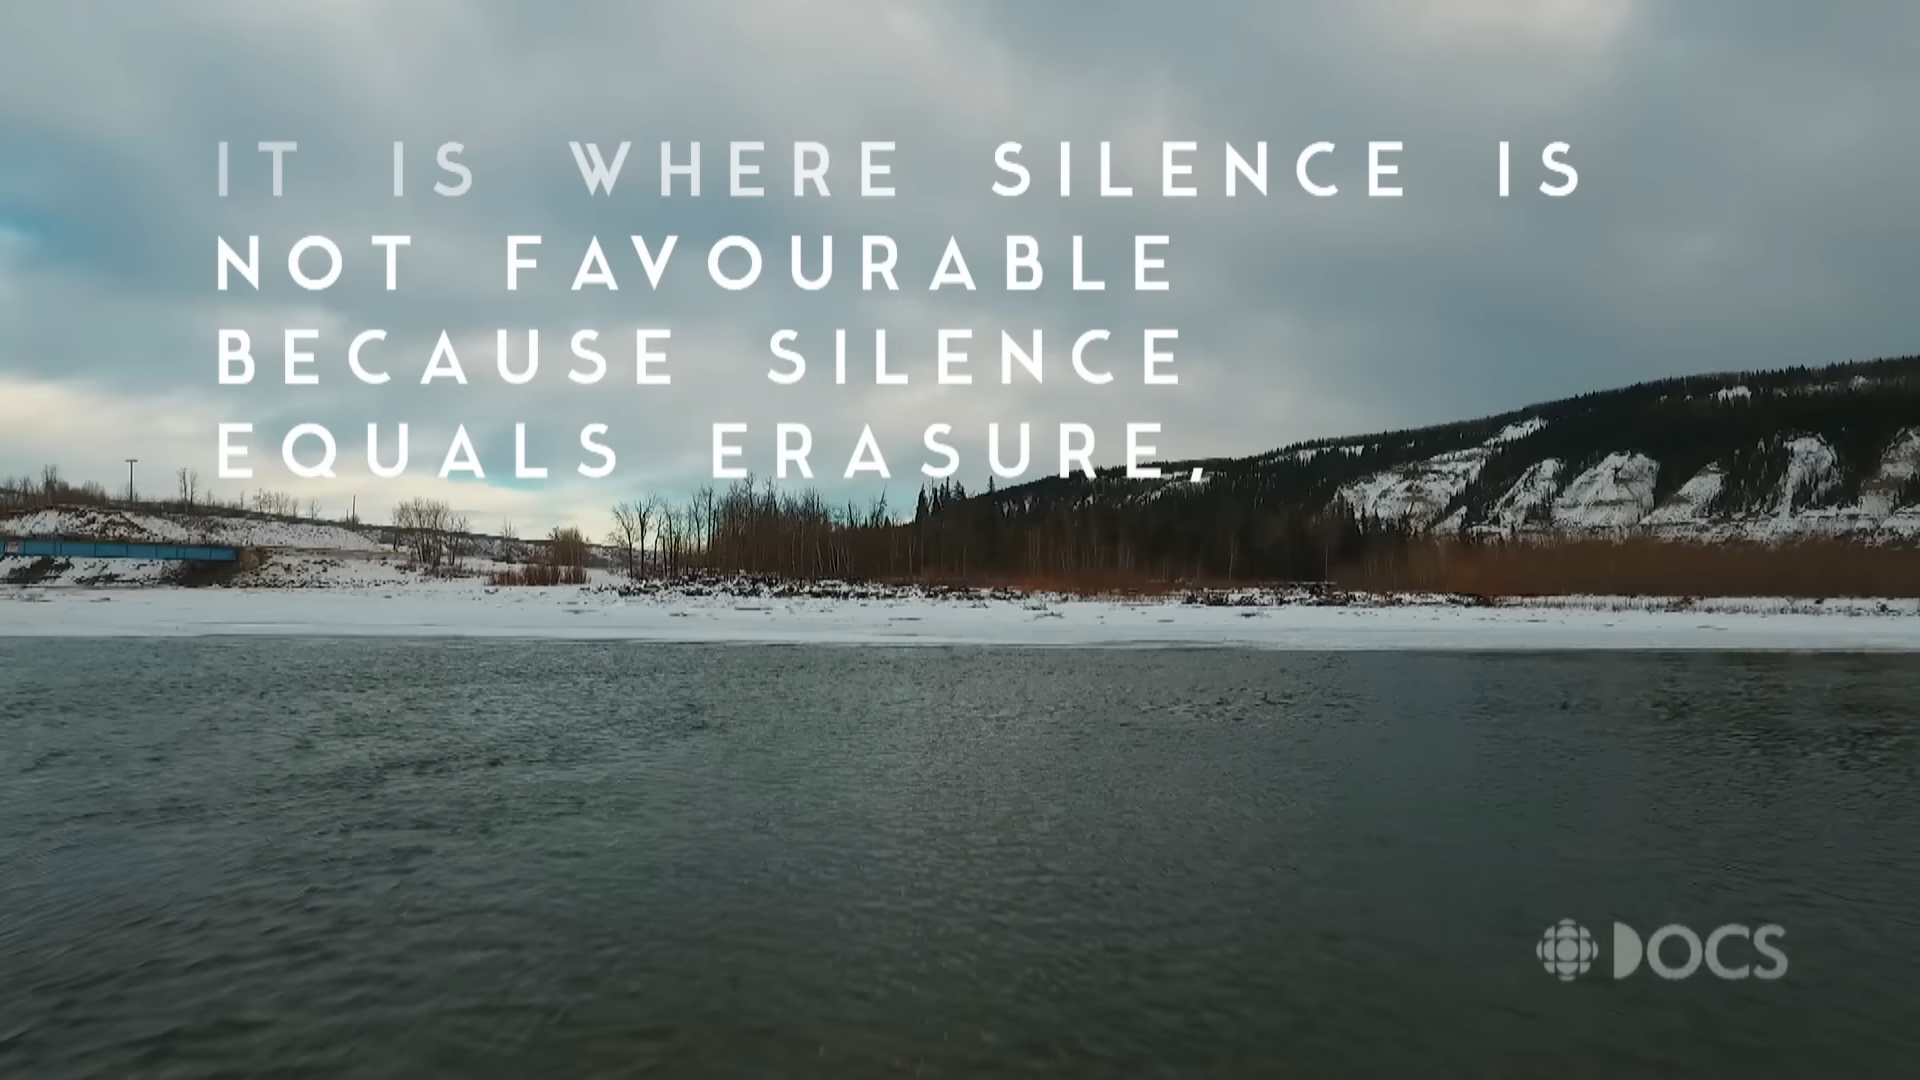 IT IS WHERE SILENCE IS
NOT FAVOURABLE
BECAUSE SILENCE
EQUALS ERASURE,
DOCS